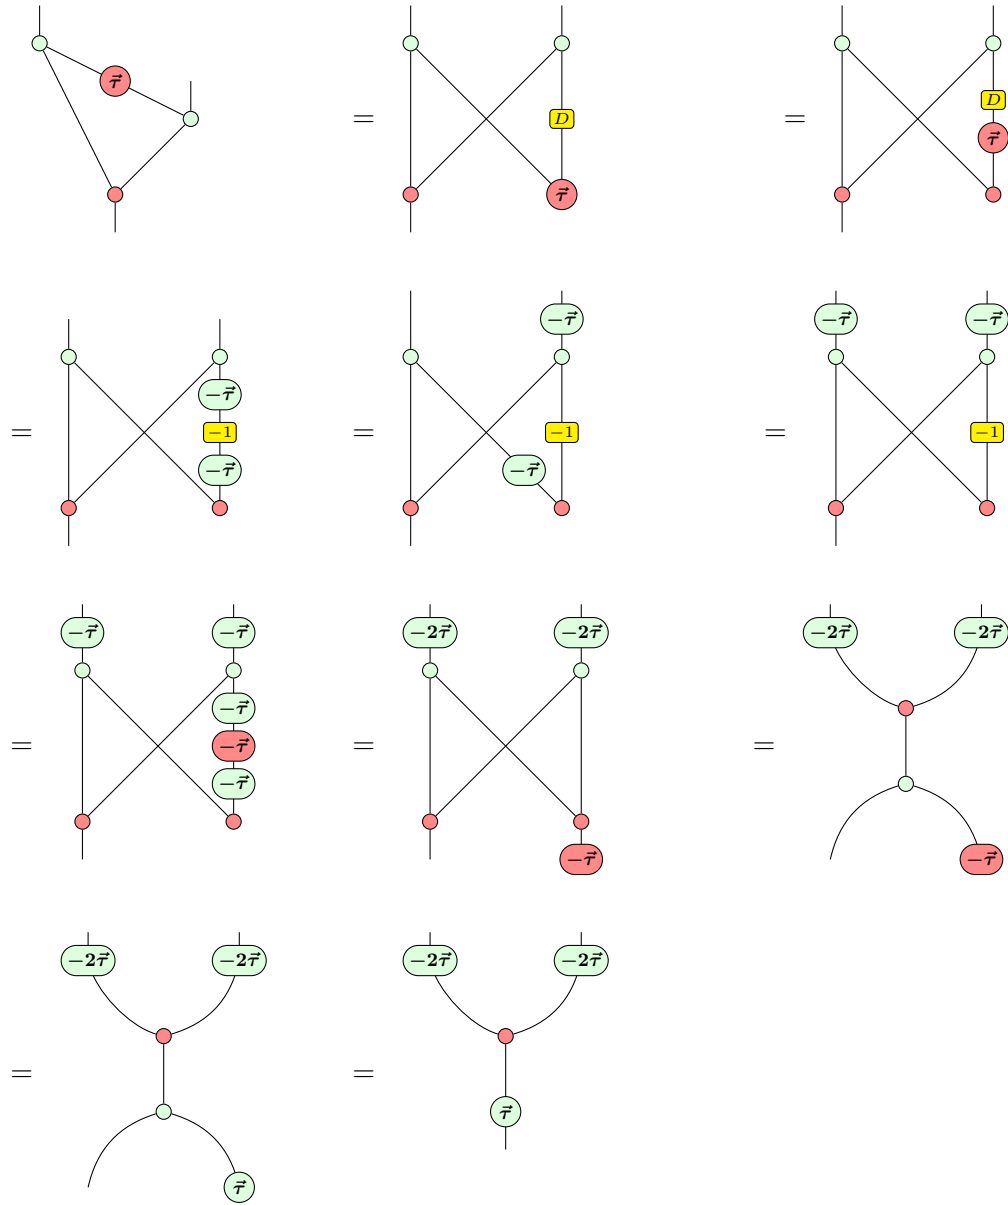 τ⃗
= D τ⃗
= D τ⃗
= −τ⃗ −1 −τ⃗
= −τ⃗ −1 −τ⃗
= −τ⃗ −τ⃗ −1
= −τ⃗ −τ⃗ −τ⃗ −τ⃗ −τ⃗
= −2τ⃗ −2τ⃗ −τ⃗
= −2τ⃗ −2τ⃗ −τ⃗
= −2τ⃗ −2τ⃗ τ⃗
= −2τ⃗ −2τ⃗ τ⃗